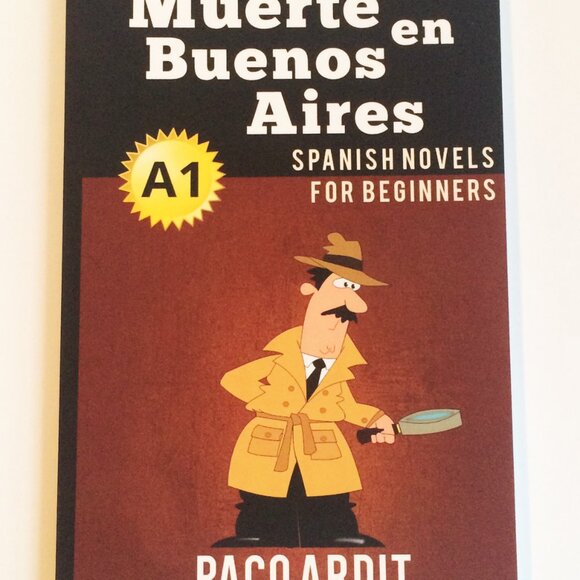 Muerte en
Buenos
Aires
SPANISH NOVELS
FOR BEGINNERS
A1
PACO ARDIT